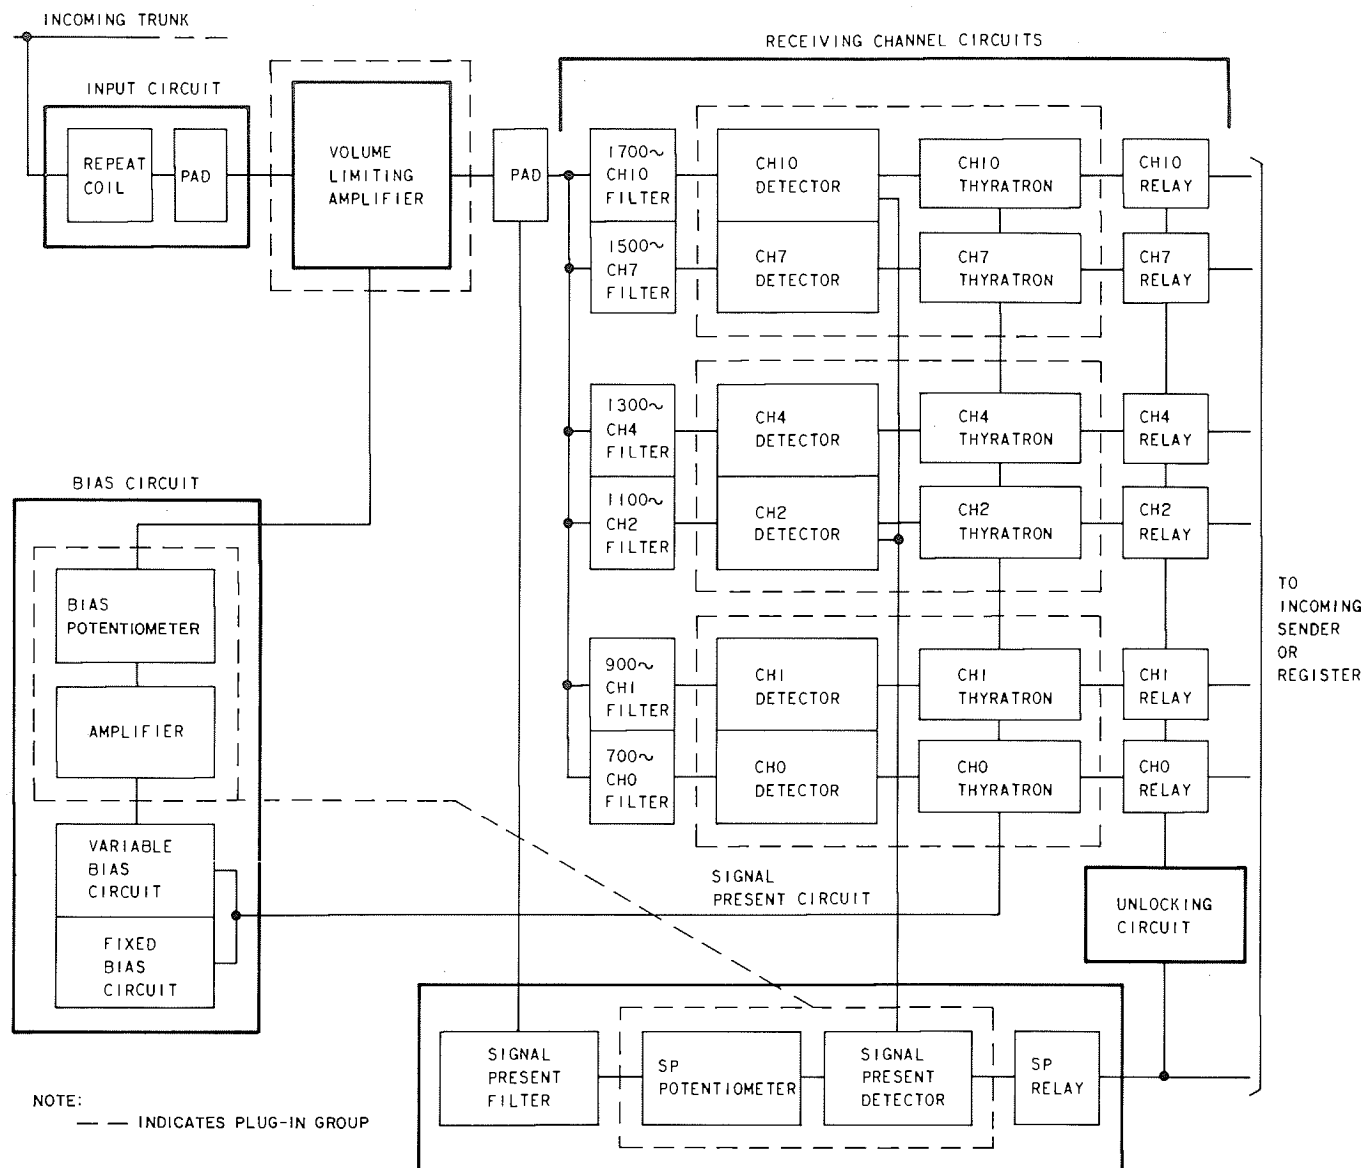 INCOMING TRUNK
RECEIVING CHANNEL CIRCUITS
INPUT CIRCUIT
REPEAT
COIL
PAD
VOLUME
LIMITING
AMPLIFIER
PAD
1700~
CH10
FILTER
CH10
DETECTOR
CH10
THYRATRON
CH10
RELAY
1500~
CH7
FILTER
CH7
DETECTOR
CH7
THYRATRON
CH7
RELAY
1300~
CH4
FILTER
CH4
DETECTOR
CH4
THYRATRON
CH4
RELAY
1100~
CH2
FILTER
CH2
DETECTOR
CH2
THYRATRON
CH2
RELAY
900~
CH1
FILTER
CH1
DETECTOR
CH1
THYRATRON
CH1
RELAY
700~
CH0
FILTER
CH0
DETECTOR
CH0
THYRATRON
CH0
RELAY
TO
INCOMING
SENDER
OR
REGISTER
BIAS CIRCUIT
BIAS
POTENTIOMETER
AMPLIFIER
VARIABLE
BIAS
CIRCUIT
FIXED
BIAS
CIRCUIT
SIGNAL
PRESENT CIRCUIT
UNLOCKING
CIRCUIT
SIGNAL
PRESENT
FILTER
SP
POTENTIOMETER
SIGNAL
PRESENT
DETECTOR
SP
RELAY
NOTE:
— — INDICATES PLUG-IN GROUP